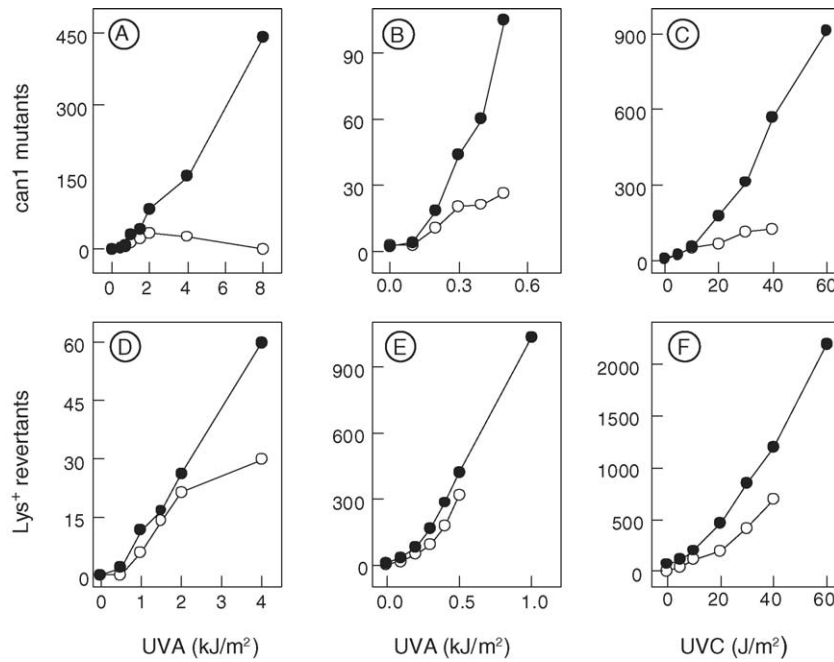 can1 mutants
A
450
300
150
0
0 2 4 6 8
B
90
60
30
0
0.0 0.3 0.6
C
900
600
300
0
0 20 40 60
Lys+ revertants
D
60
45
30
15
0
0 1 2 3 4
UVA (kJ/m²)
E
900
600
300
0
0.0 0.5 1.0
UVA (kJ/m²)
F
2000
1500
1000
500
0
0 20 40 60
UVC (J/m²)